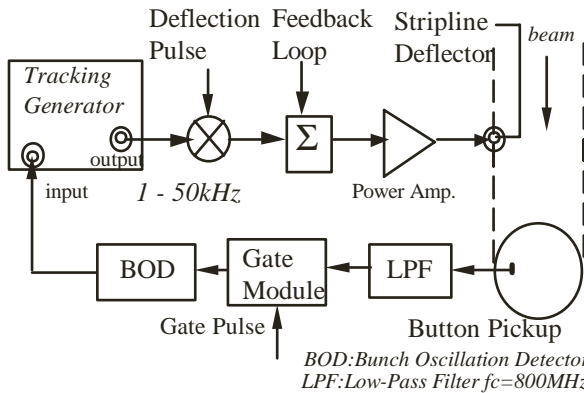 Deflection
Pulse
Feedback
Loop
Stripline
Deflector
beam
Tracking
Generator
output
input
1 - 50kHz
Σ
Power Amp.
BOD
Gate
Module
LPF
Gate Pulse
Button Pickup
BOD:Bunch Oscillation Detector
LPF:Low-Pass Filter fc=800MHz